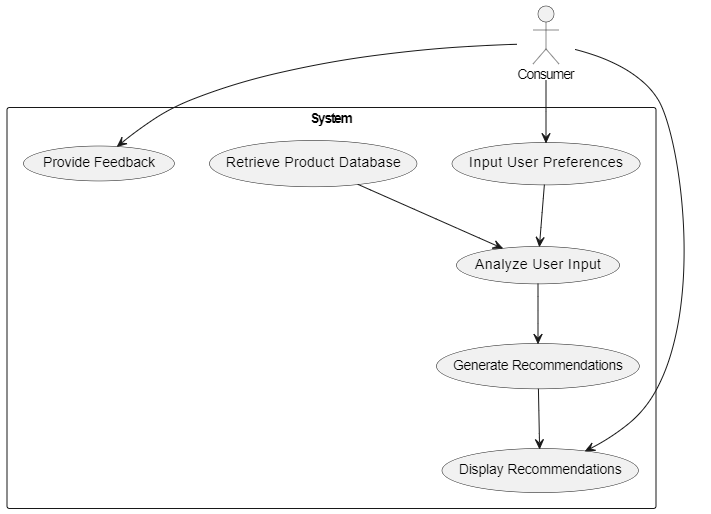 Consumer
System
Provide Feedback
Retrieve Product Database
Input User Preferences
Analyze User Input
Generate Recommendations
Display Recommendations